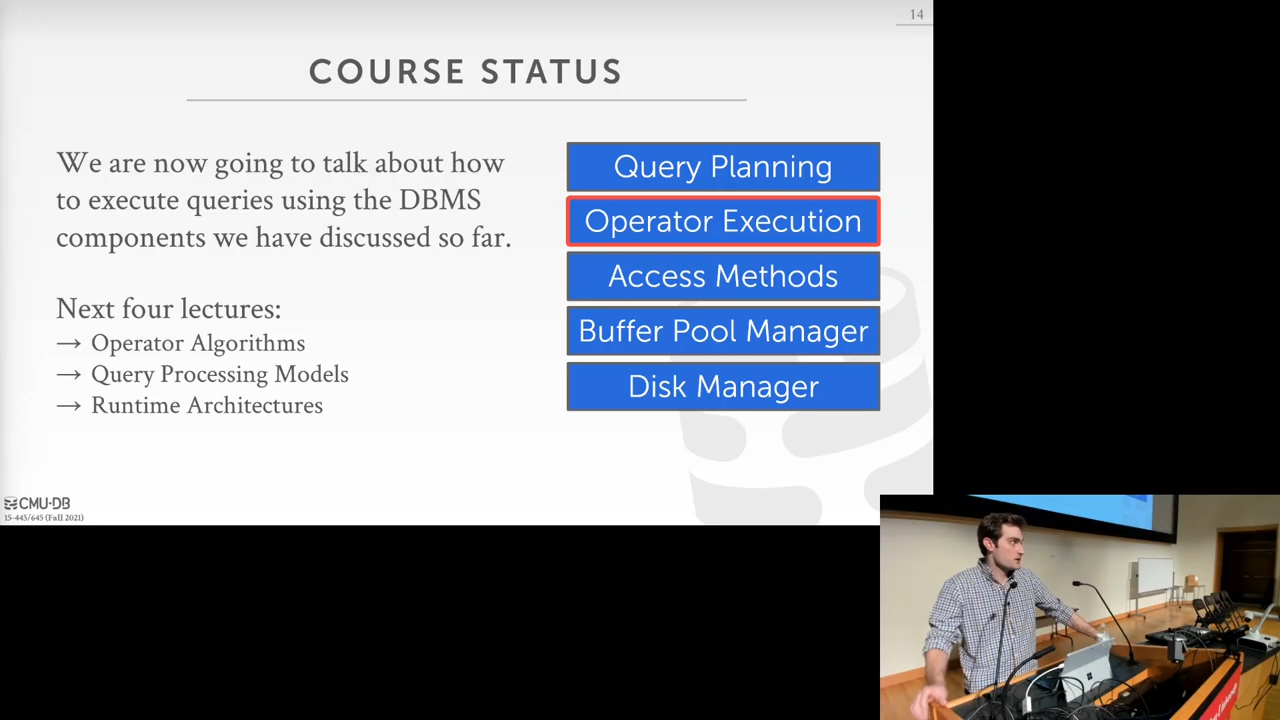 14
COURSE STATUS
We are now going to talk about how
to execute queries using the DBMS
components we have discussed so far.
Next four lectures:
→ Operator Algorithms
→ Query Processing Models
→ Runtime Architectures
Query Planning
Operator Execution
Access Methods
Buffer Pool Manager
Disk Manager
CMU·DB
15-445/645 (Fall 2021)